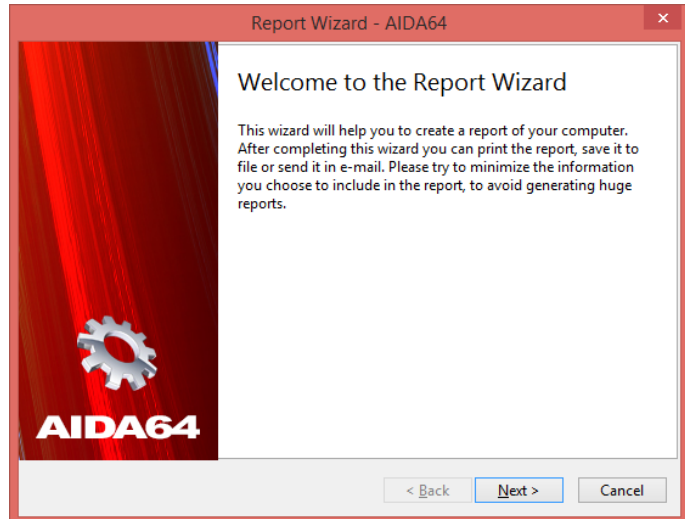 Report Wizard - AIDA64
×
Welcome to the Report Wizard
This wizard will help you to create a report of your computer.
After completing this wizard you can print the report, save it to
file or send it in e-mail. Please try to minimize the information
you choose to include in the report, to avoid generating huge
reports.
AIDA64
< Back Next > Cancel